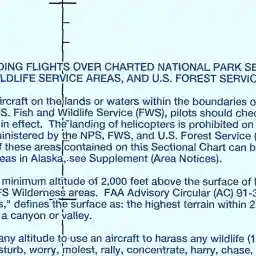 DING FLIGHTS OVER CHARTED NATIONAL PARK SE
LDLIFE SERVICE AREAS, AND U.S. FOREST SERVIC
ircraft on the lands or waters within the boundaries o
S. Fish and Wildlife Service (FWS), pilots should chec
in effect. The landing of helicopters is prohibited on
ministered by the NPS, FWS, and U.S. Forest Service (
f these areas contained on this Sectional Chart can b
eas in Alaska, see Supplement (Area Notices).
minimum altitude of 2,000 feet above the surface of t
FS Wilderness areas. FAA Advisory Circular (AC) 91-3
s," defines the surface as: the highest terrain within 2
a canyon or valley.
any altitude to use an aircraft to harass any wildlife (1
sturb, worry, molest, rally, concentrate, harry, chase,